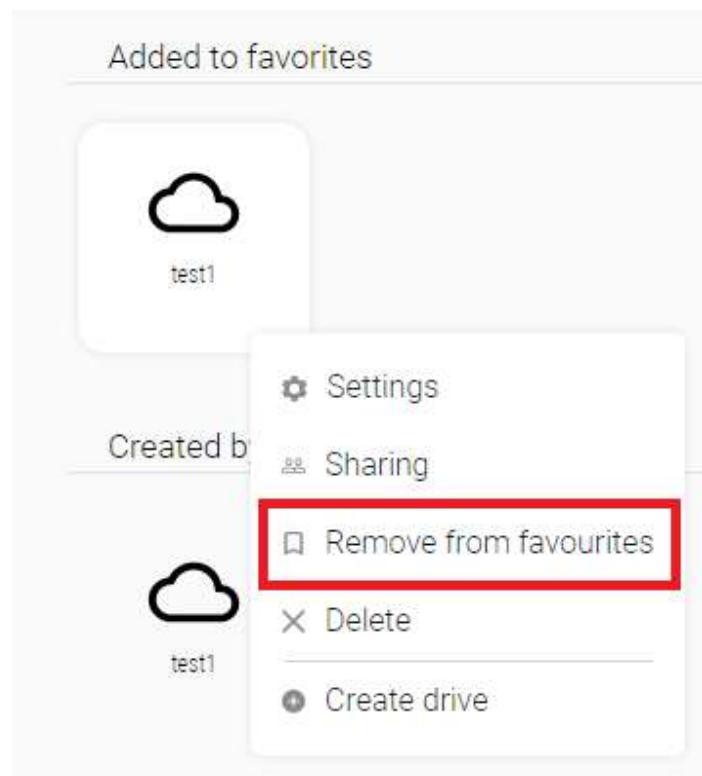 Added to favorites
test1
Settings
Created b
Sharing
Remove from favourites
Delete
test1
Create drive